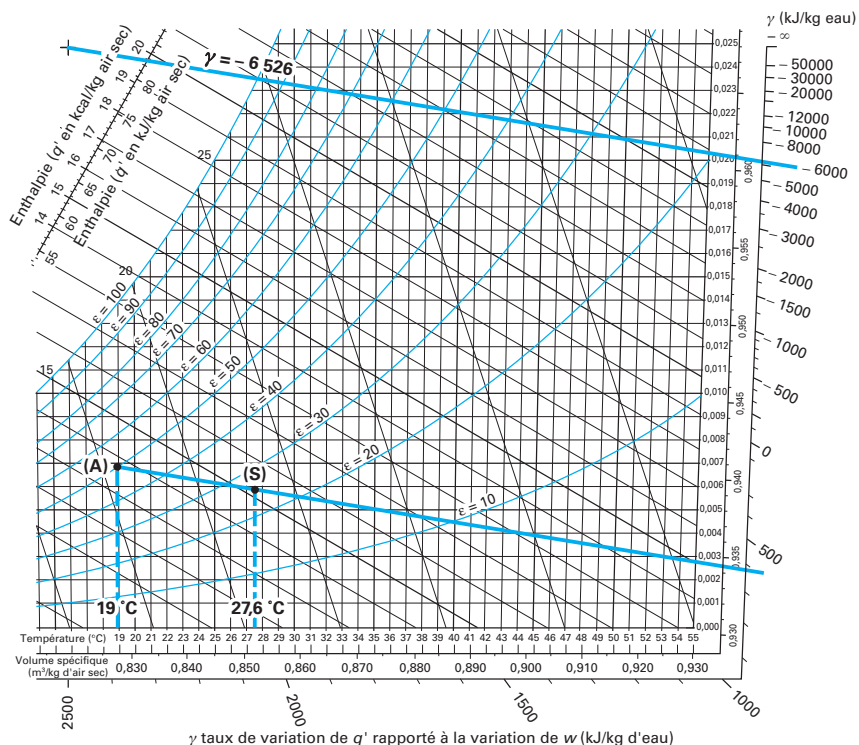 γ (kJ/kg eau)
– ∞
– 50000
– 30000
– 20000
– 12000
– 10000
– 8000
– 6000
– 5000
– 4000
– 3000
– 2000
– 1500
– 1000
– 500
0
500
γ = – 6 526
Enthalpie (q' en kcal/kg air sec)
14
15
16
17
18
19
20
Enthalpie (q' en kJ/kg air sec)
55
60
65
70
75
80
15
20
25
ε = 100
ε = 90
ε = 80
ε = 70
ε = 60
ε = 50
ε = 40
ε = 30
ε = 20
ε = 10
0,025
0,024
0,023
0,022
0,021
0,020
0,019
0,018
0,017
0,016
0,015
0,014
0,013
0,012
0,011
0,010
0,009
0,008
0,007
0,006
0,005
0,004
0,003
0,002
0,001
0,000
0,960
0,955
0,950
0,945
0,940
0,935
0,930
(A)
(S)
19 °C
27,6 °C
Température (°C) 19 20 21 22 23 24 25 26 27 28 29 30 31 32 33 34 35 36 37 38 39 40 41 42 43 44 45 46 47 48 49 50 51 52 53 54 55
Volume spécifique 0,830 0,840 0,850 0,860 0,870 0,880 0,890 0,900 0,910 0,920 0,930
(m³/kg d'air sec)
2500 2000 1500 1000
γ taux de variation de q' rapporté à la variation de w (kJ/kg d'eau)